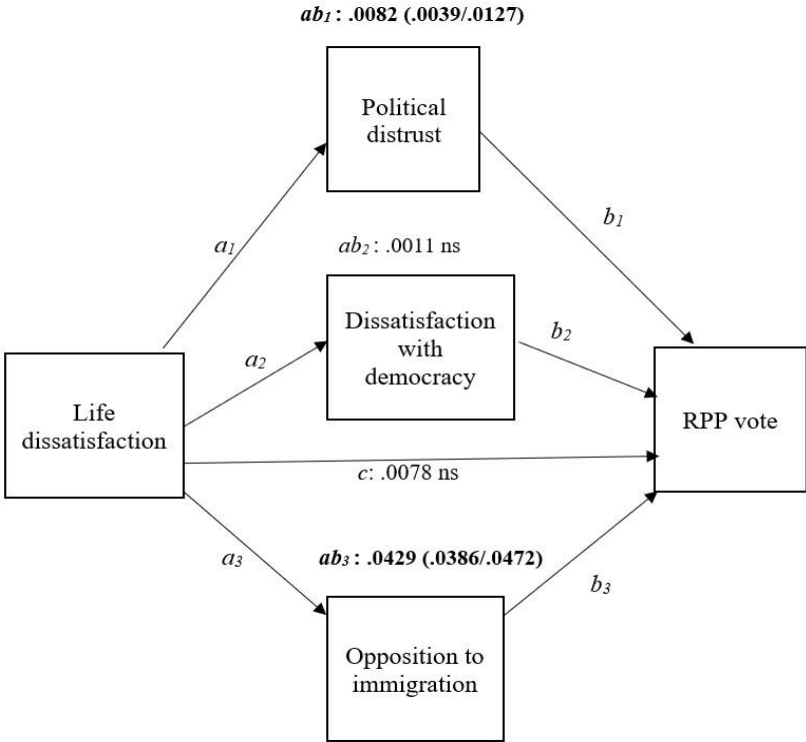 ab₁ : .0082 (.0039/.0127)
Political
distrust
a₁
b₁
ab₂ : .0011 ns
Dissatisfaction
with
democracy
a₂
b₂
Life
dissatisfaction
RPP vote
c: .0078 ns
a₃
ab₃ : .0429 (.0386/.0472)
b₃
Opposition to
immigration